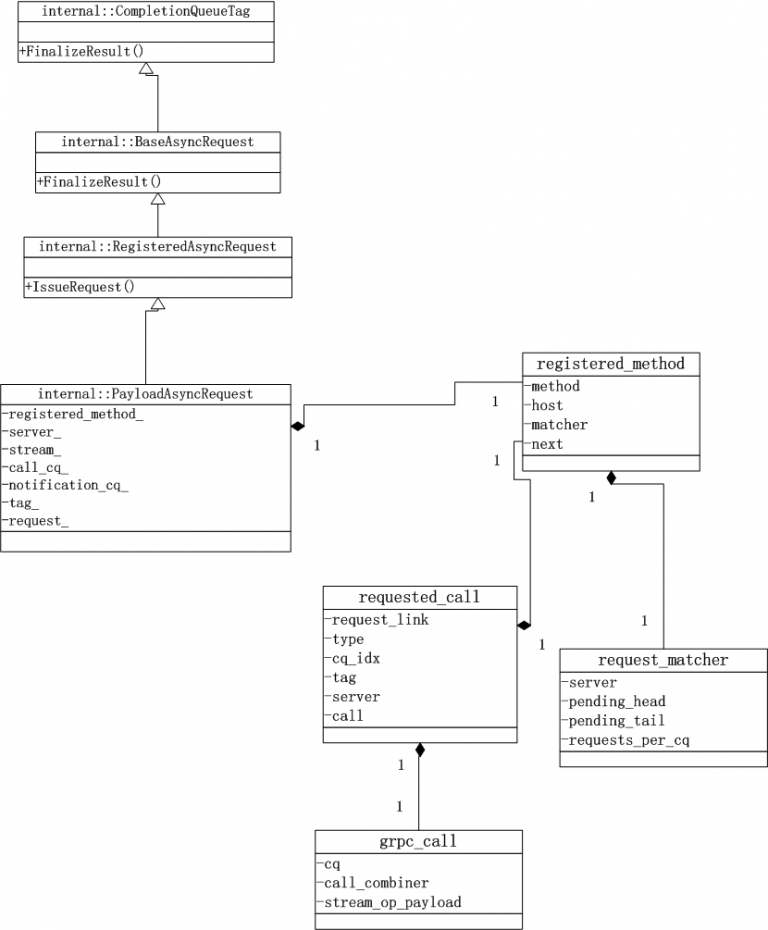 internal::CompletionQueueTag
+FinalizeResult()
internal::BaseAsyncRequest
+FinalizeResult()
internal::RegisteredAsyncRequest
+IssueRequest()
internal::PayloadAsyncRequest
-registered_method_
-server_
-stream_
-call_cq_
-notification_cq_
-tag_
-request_
1
1
registered_method
-method
-host
-matcher
-next
1
1
1
1
requested_call
-request_link
-type
-cq_idx
-tag
-server
-call
request_matcher
-server
-pending_head
-pending_tail
-requests_per_cq
1
1
grpc_call
-cq
-call_combiner
-stream_op_payload